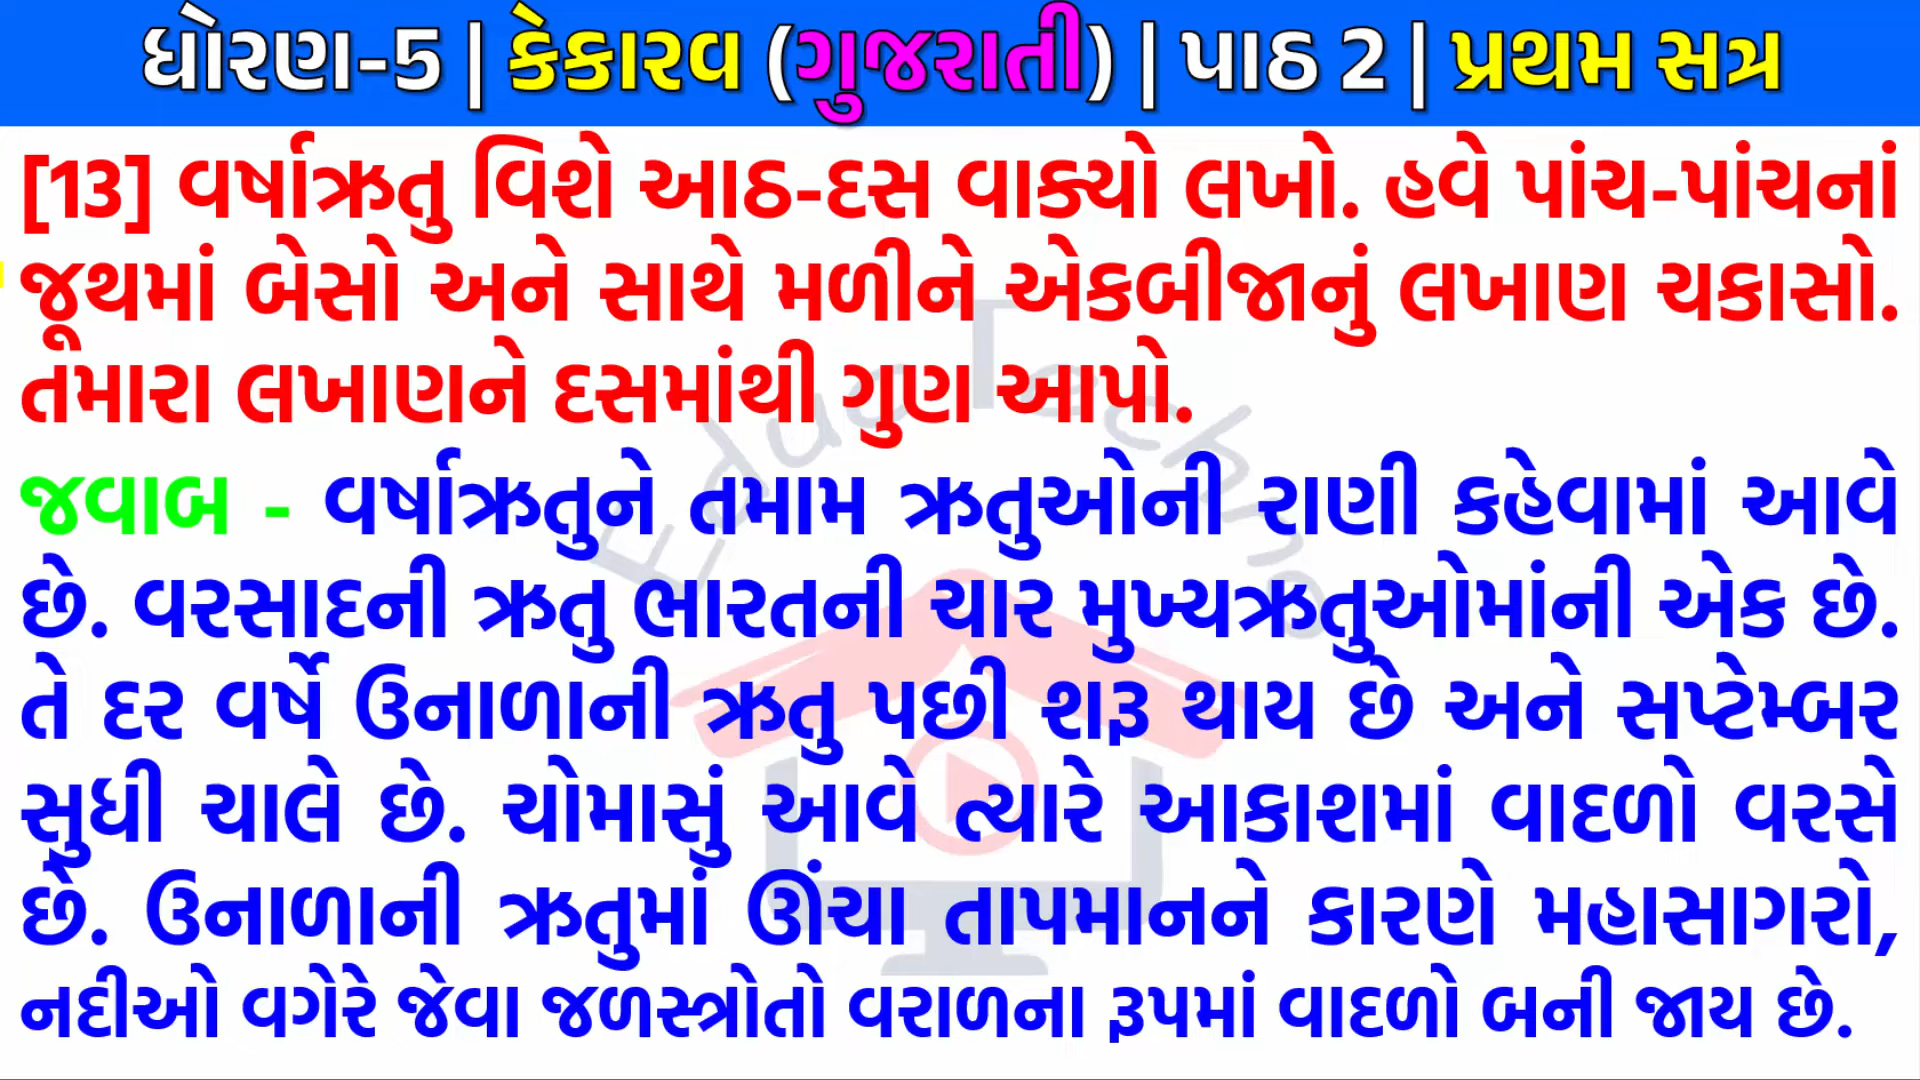 ધોરણ-5 | કેકારવ (ગુજરાતી) | પાઠ 2 | પ્રથમ સત્ર
[13] વર્ષાઋતુ વિશે આઠ-દસ વાક્યો લખો. હવે પાંચ-પાંચનાં
જૂથમાં બેસો અને સાથે મળીને એકબીજાનું લખાણ ચકાસો.
તમારા લખાણને દસમાંથી ગુણ આપો.
જવાબ - વર્ષાઋતુને તમામ ઋતુઓની રાણી કહેવામાં આવે
છે. વરસાદની ઋતુ ભારતની ચાર મુખ્યઋતુઓમાંની એક છે.
તે દર વર્ષે ઉનાળાની ઋતુ પછી શરૂ થાય છે અને સપ્ટેમ્બર
સુધી ચાલે છે. ચોમાસું આવે ત્યારે આકાશમાં વાદળો વરસે
છે. ઉનાળાની ઋતુમાં ઊંચા તાપમાનને કારણે મહાસાગરો,
નદીઓ વગેરે જેવા જળસ્ત્રોતો વરાળના રૂપમાં વાદળો બની જાય છે.
Educ Techno